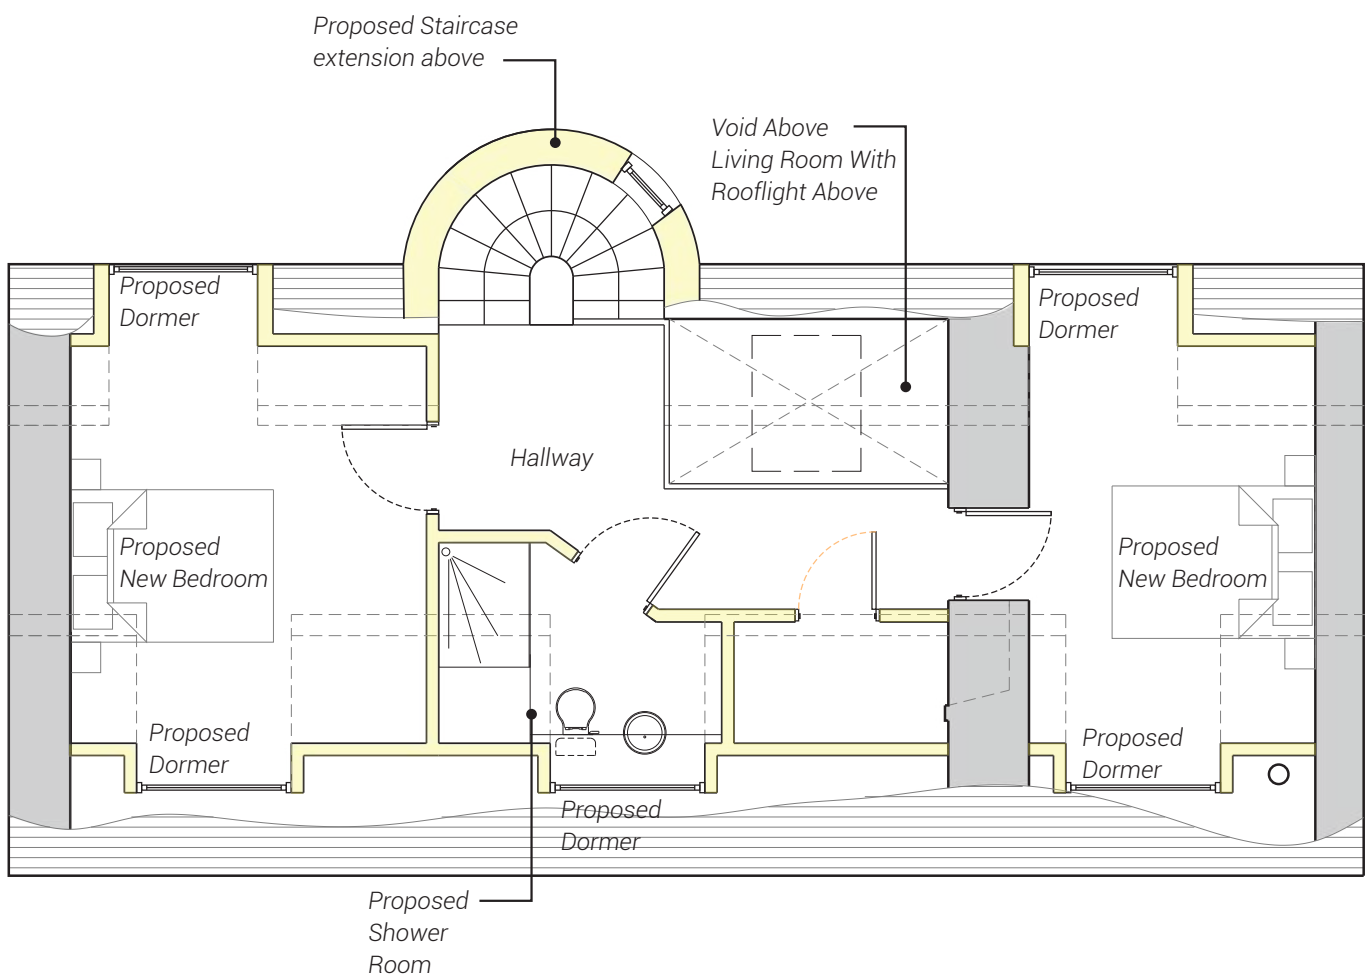 Proposed Staircase
extension above
Void Above
Living Room With
Rooflight Above
Proposed
Dormer
Proposed
Dormer
Hallway
Proposed
New Bedroom
Proposed
New Bedroom
Proposed
Dormer
Proposed
Dormer
Proposed
Dormer
Proposed
Shower
Room